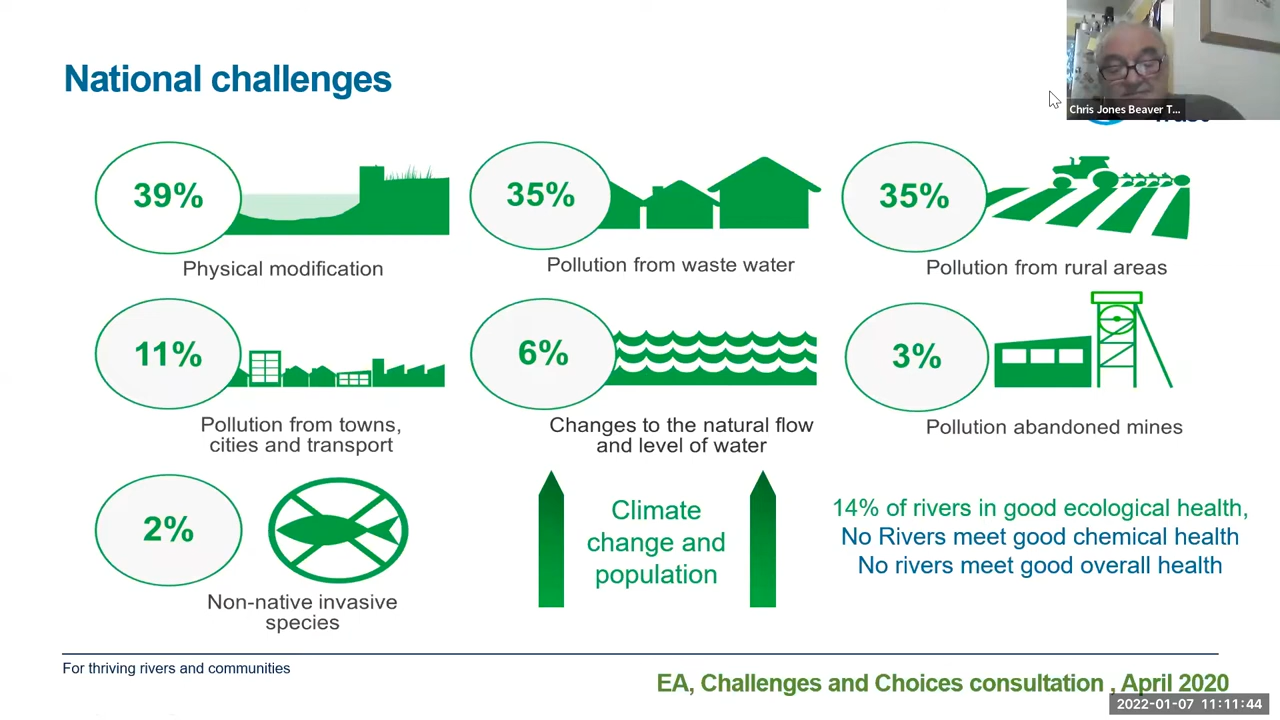 National challenges
Chris Jones Beaver T...
39%
35%
35%
Physical modification
Pollution from waste water
Pollution from rural areas
11%
6%
3%
Pollution from towns,
cities and transport
Changes to the natural flow
and level of water
Pollution abandoned mines
2%
Non-native invasive
species
Climate
change and
population
14% of rivers in good ecological health,
No Rivers meet good chemical health
No rivers meet good overall health
For thriving rivers and communities
EA, Challenges and Choices consultation , April 2020
2022-01-07 11:11:44